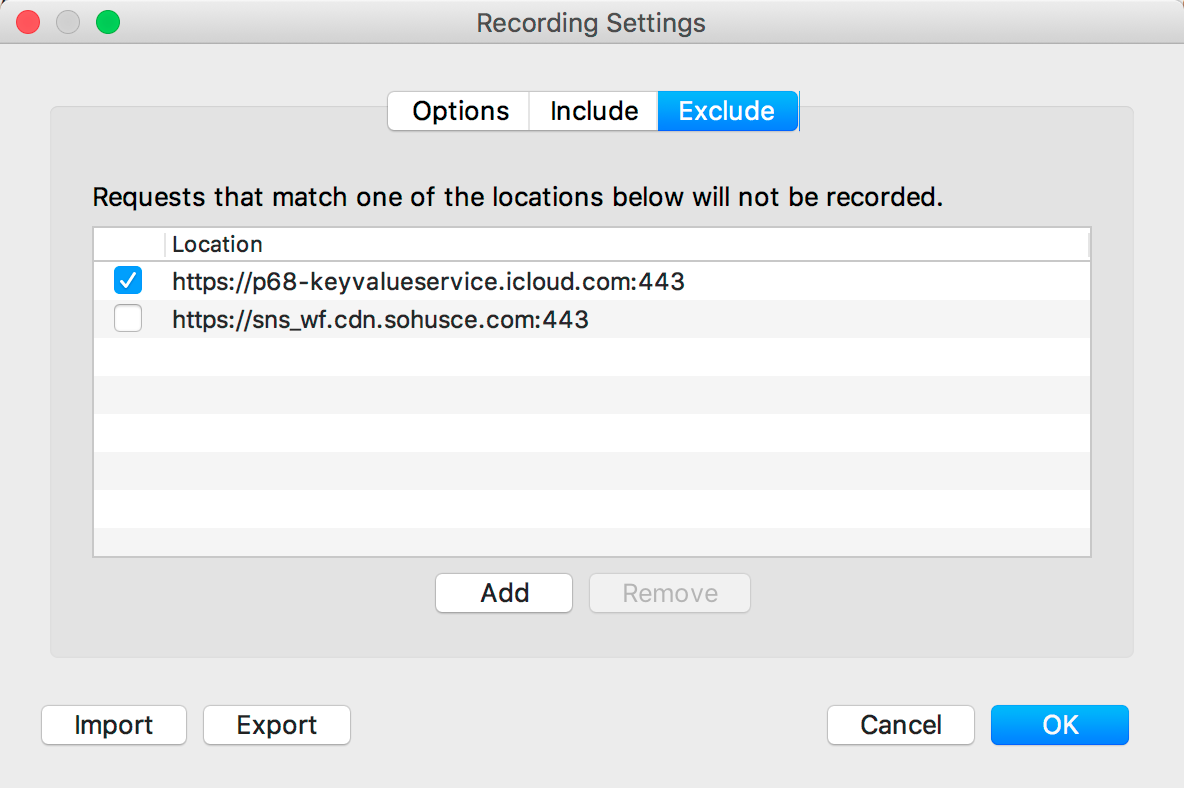 Recording Settings
Options Include Exclude
Requests that match one of the locations below will not be recorded.
Location
https://p68-keyvalueservice.icloud.com:443
https://sns_wf.cdn.sohusce.com:443
Add Remove
Import Export Cancel OK